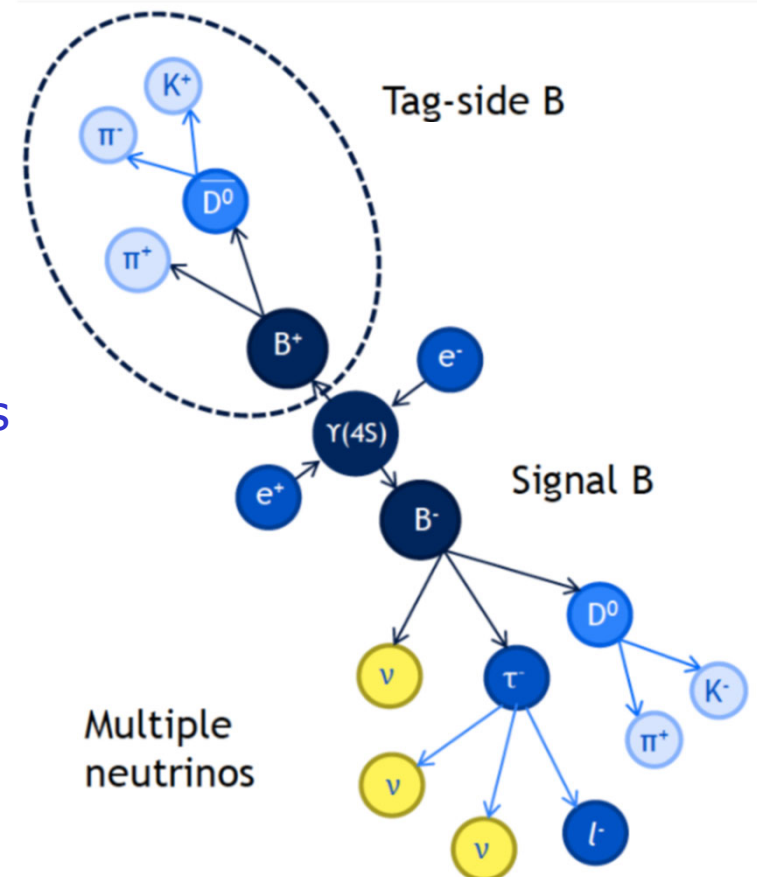 K⁺
Tag-side B
π⁻
D̅⁰
π⁺
B⁺
e⁻
s
ϒ(4S)
Signal B
e⁺
B⁻
D⁰
ν
τ⁻
K⁻
Multiple
neutrinos
π⁺
ν
ν
l⁻